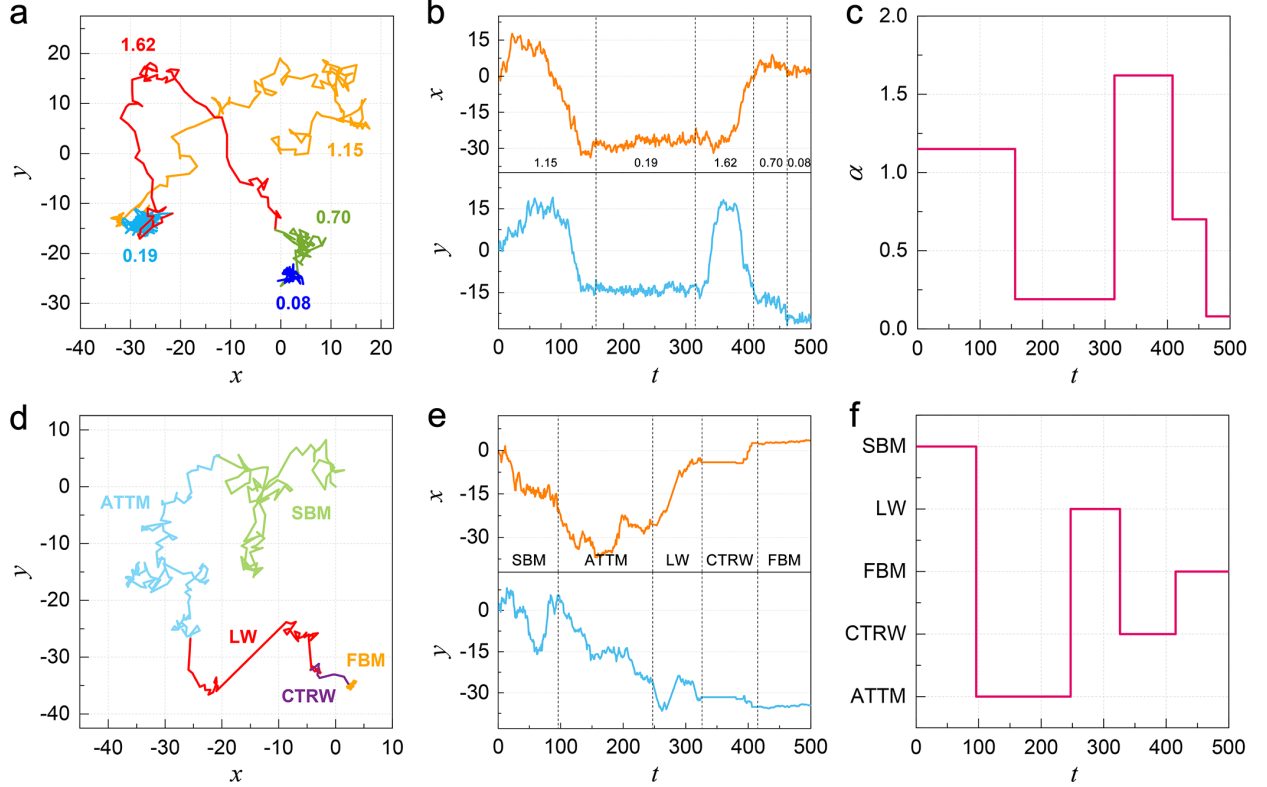 a
20
10
0
-10
-20
-30
y
-40 -30 -20 -10 0 10 20
x
1.62
1.15
0.19
0.70
0.08
b
15
0
-15
-30
x
1.15 0.19 1.62 0.70 0.08
15
0
-15
y
0 100 200 300 400 500
t
c
2.0
1.5
1.0
0.5
0.0
α
0 100 200 300 400 500
t
d
10
0
-10
-20
-30
-40
y
-40 -30 -20 -10 0 10
x
ATTM
SBM
LW
FBM
CTRW
e
0
-15
-30
x
SBM ATTM LW CTRW FBM
0
-15
-30
y
0 100 200 300 400 500
t
f
SBM
LW
FBM
CTRW
ATTM
0 100 200 300 400 500
t